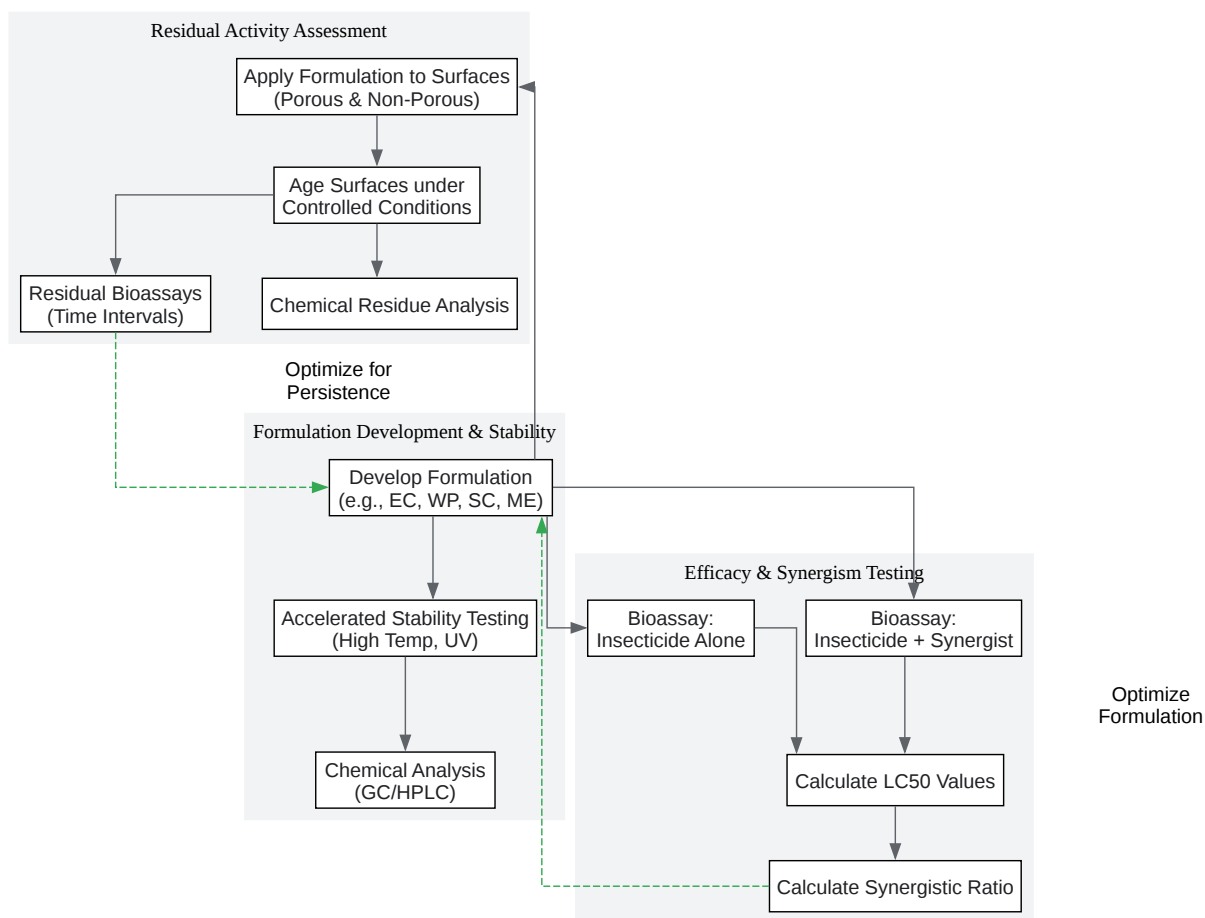 Residual Activity Assessment
Apply Formulation to Surfaces
(Porous & Non-Porous)
Age Surfaces under
Controlled Conditions
Residual Bioassays
(Time Intervals)
Chemical Residue Analysis
Optimize for
Persistence
Formulation Development & Stability
Develop Formulation
(e.g., EC, WP, SC, ME)
Accelerated Stability Testing
(High Temp, UV)
Chemical Analysis
(GC/HPLC)
Efficacy & Synergism Testing
Bioassay:
Insecticide Alone
Bioassay:
Insecticide + Synergist
Calculate LC50 Values
Calculate Synergistic Ratio
Optimize
Formulation